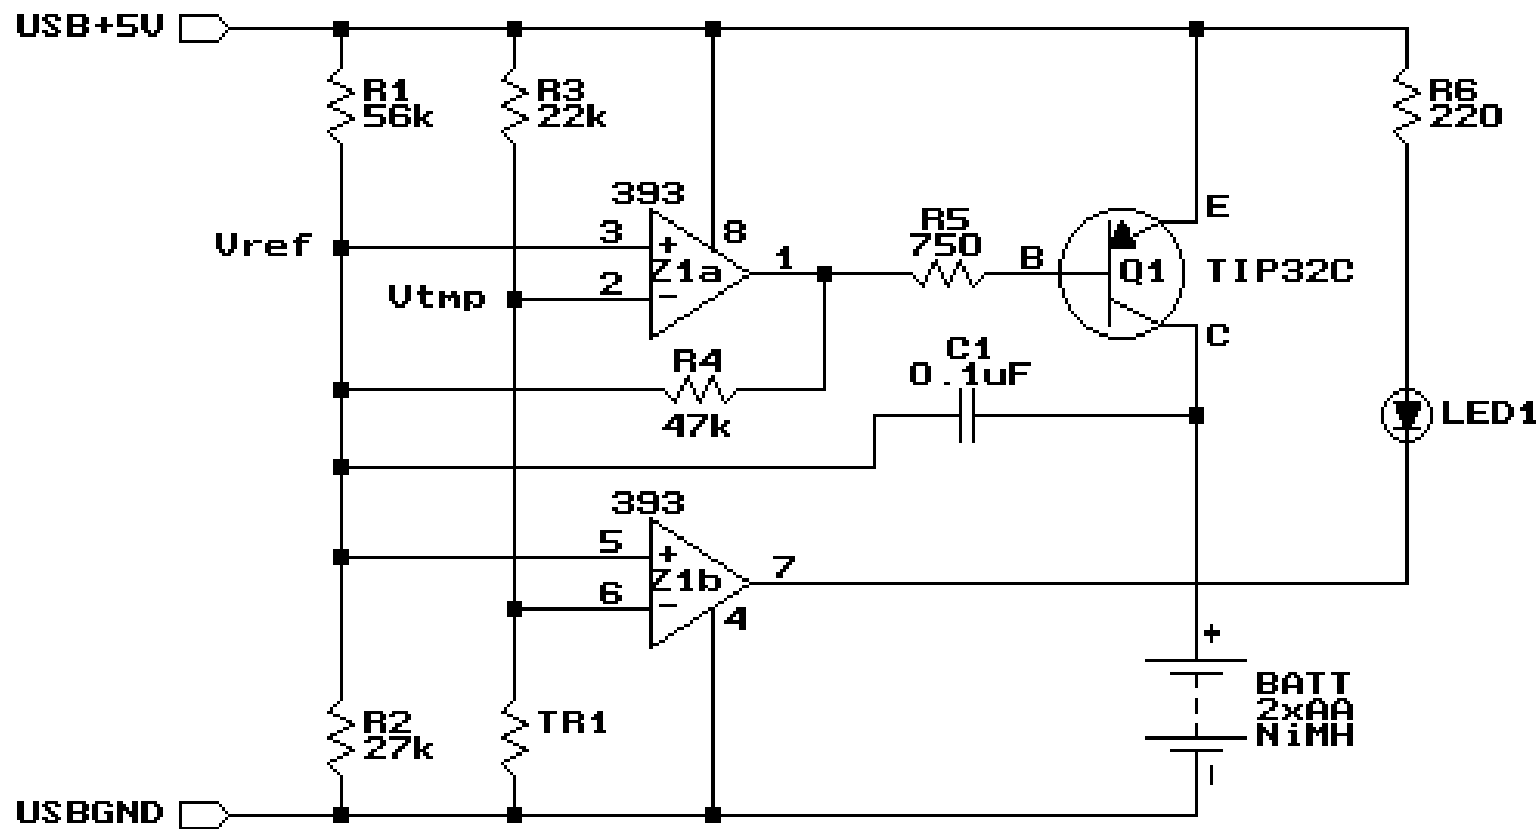 USB+5V
R1
56k
R3
22k
R6
220
393
3
+
8
Z1a
2
-
1
Vref
Vtmp
R5
750
B
E
Q1
TIP32C
C
R4
47k
C1
0.1uF
LED1
393
5
+
Z1b
6
-
7
4
+
BATT
2xAA
NiMH
-
R2
27k
TR1
USBGND